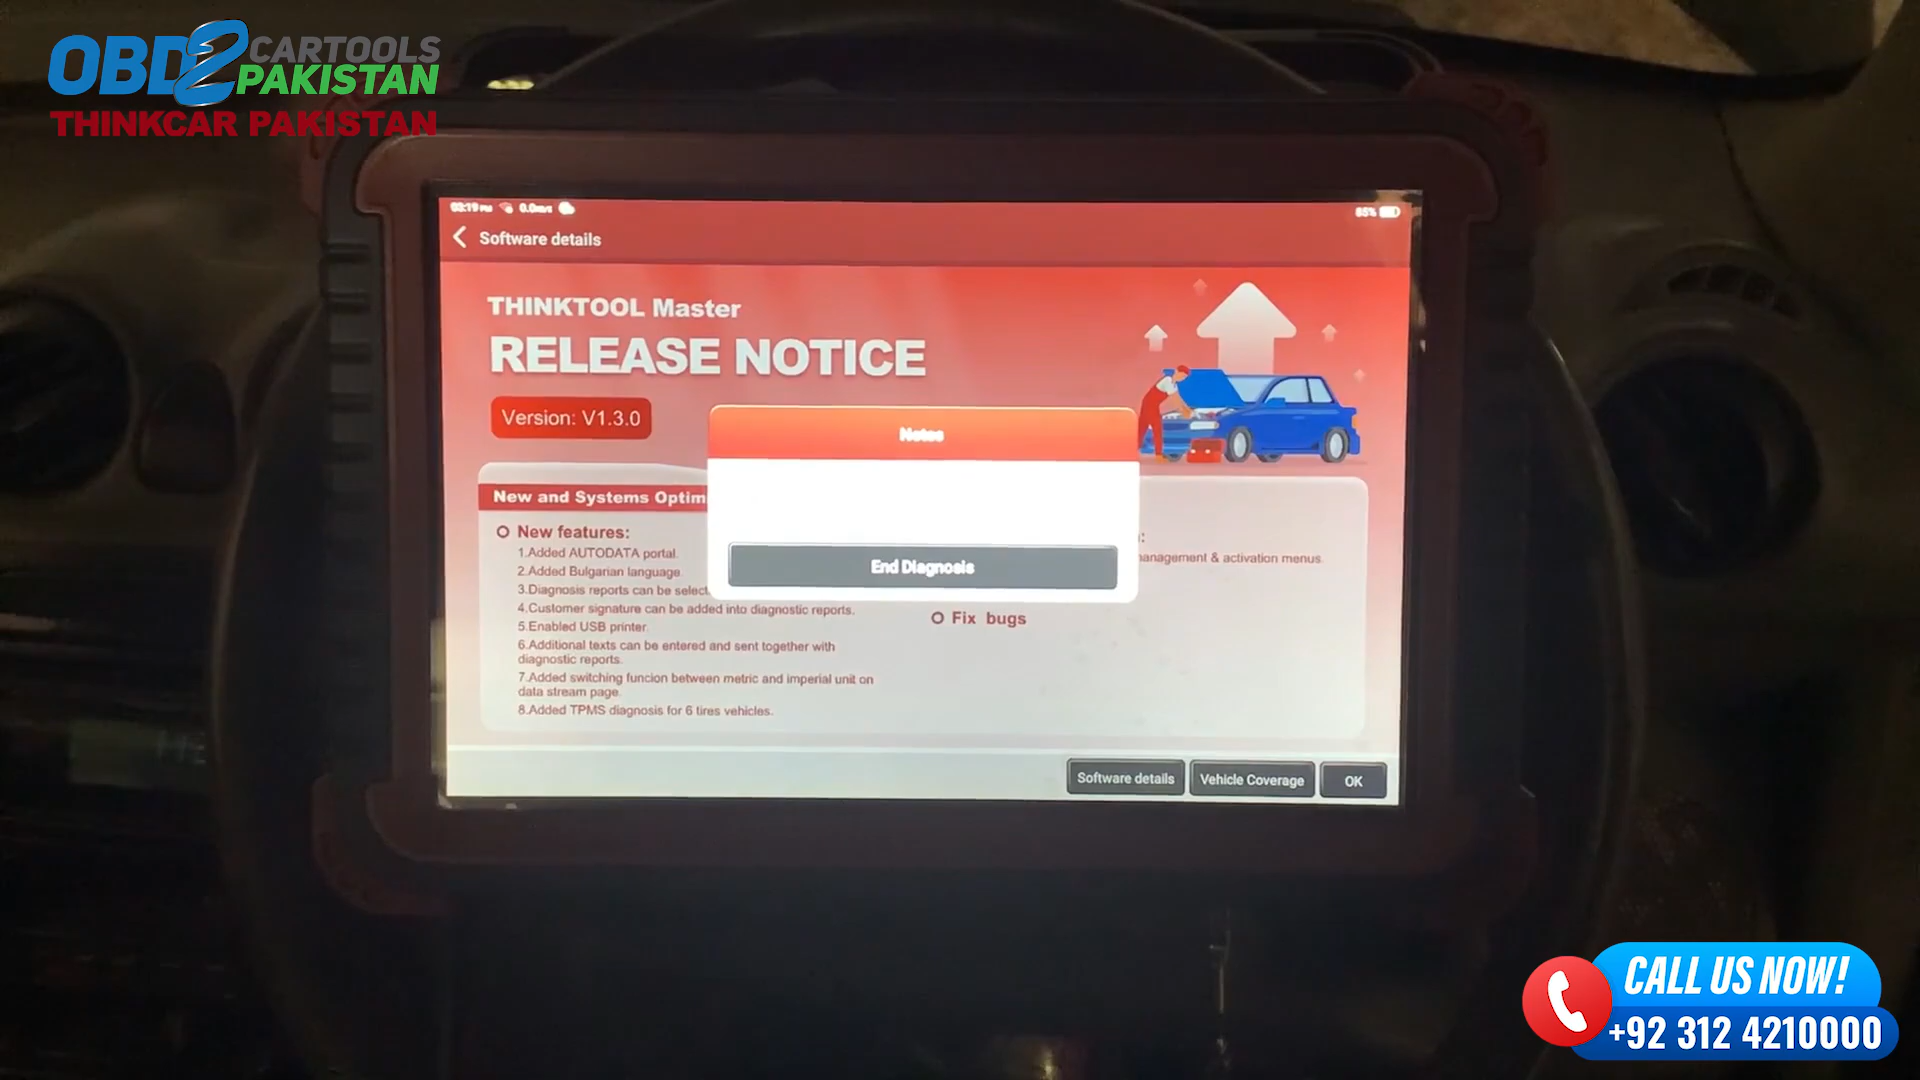 OBD2 CARTOOLS
PAKISTAN
THINKCAR PAKISTAN
03:19 PM
85%
Software details
THINKTOOL Master
RELEASE NOTICE
Version: V1.3.0
Notes
End Diagnosis
New and Systems Optim
New features:
1.Added AUTODATA portal.
2.Added Bulgarian language.
3.Diagnosis reports can be select
4.Customer signature can be added into diagnostic reports.
5.Enabled USB printer.
6.Additional texts can be entered and sent together with
diagnostic reports.
7.Added switching funcion between metric and imperial unit on
data stream page.
8.Added TPMS diagnosis for 6 tires vehicles.
anagement & activation menus.
Fix bugs
Software details
Vehicle Coverage
OK
CALL US NOW!
+92 312 4210000